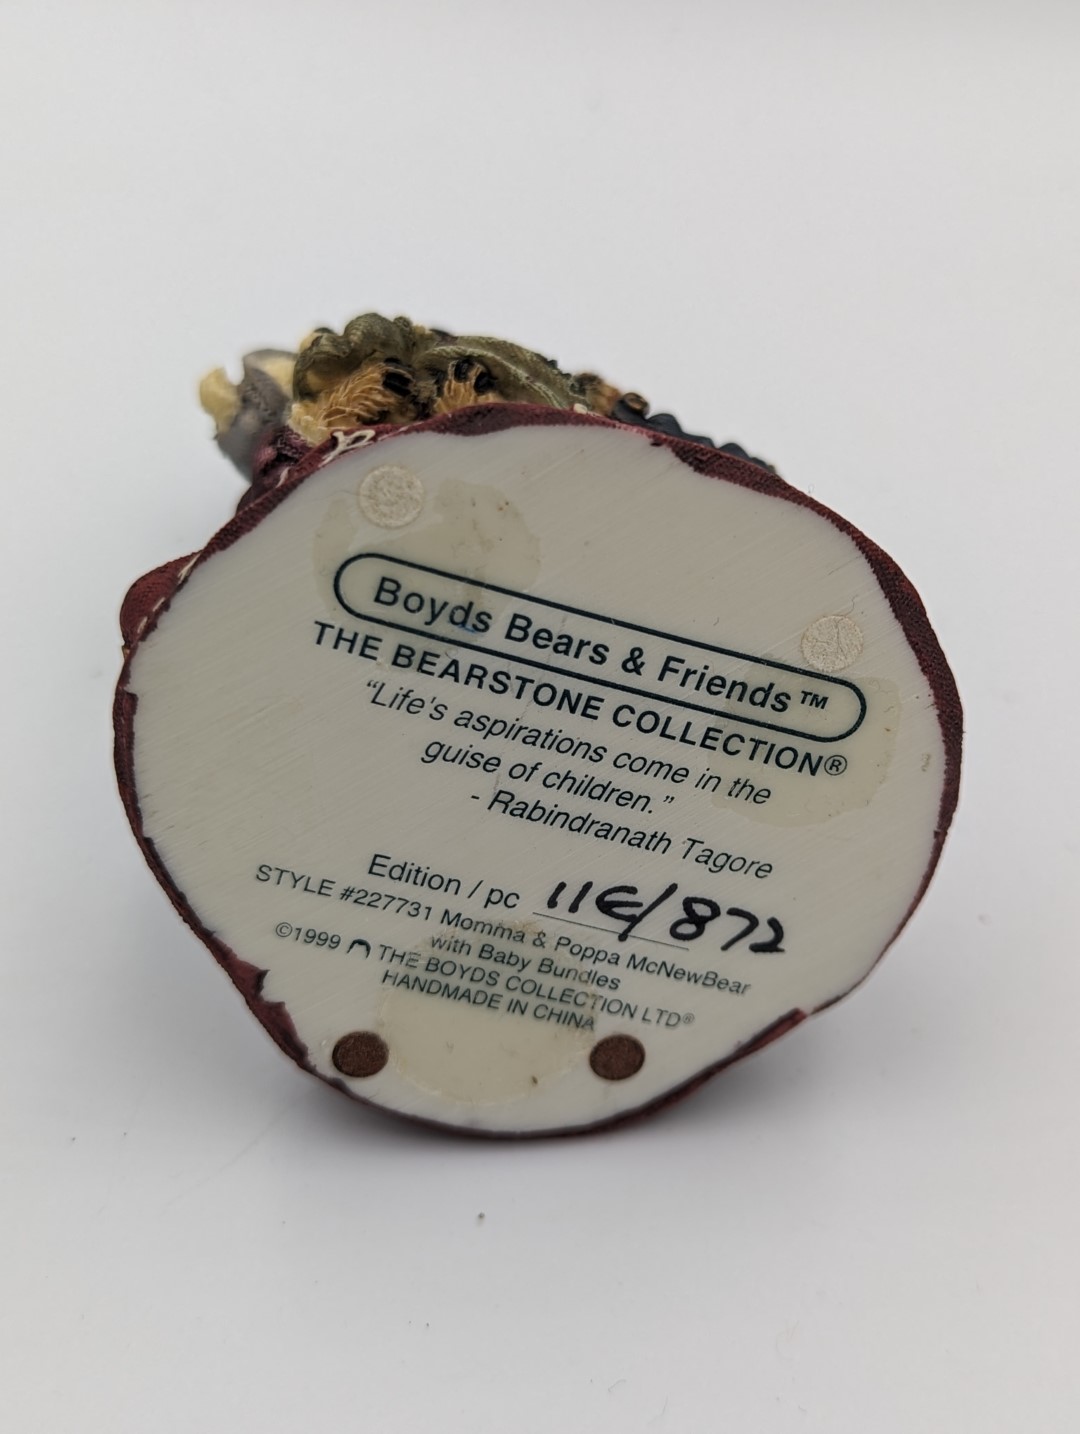 Boyds Bears & Friends™
THE BEARSTONE COLLECTION®
“Life's aspirations come in the
guise of children.”
- Rabindranath Tagore
Edition / pc 11E/872
STYLE #227731 Momma & Poppa McNewBear
with Baby Bundles
©1999 THE BOYDS COLLECTION LTD®
HANDMADE IN CHINA